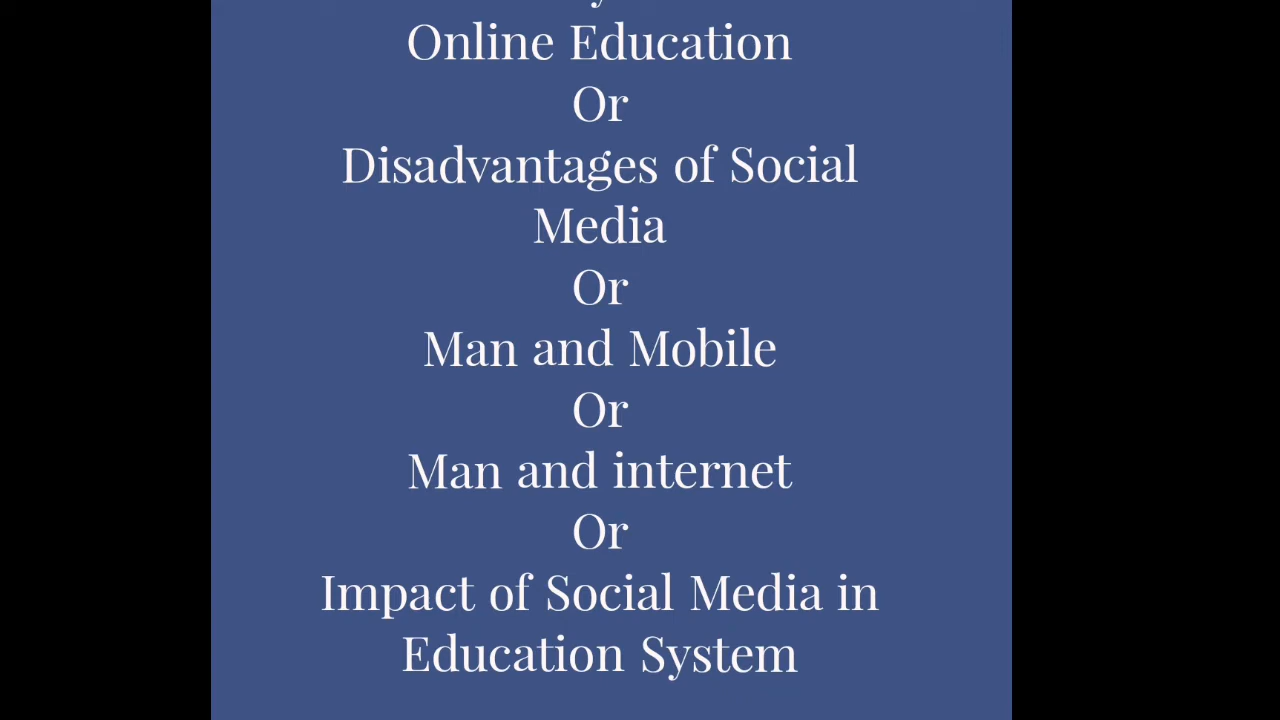 Online Education
Or
Disadvantages of Social
Media
Or
Man and Mobile
Or
Man and internet
Or
Impact of Social Media in
Education System